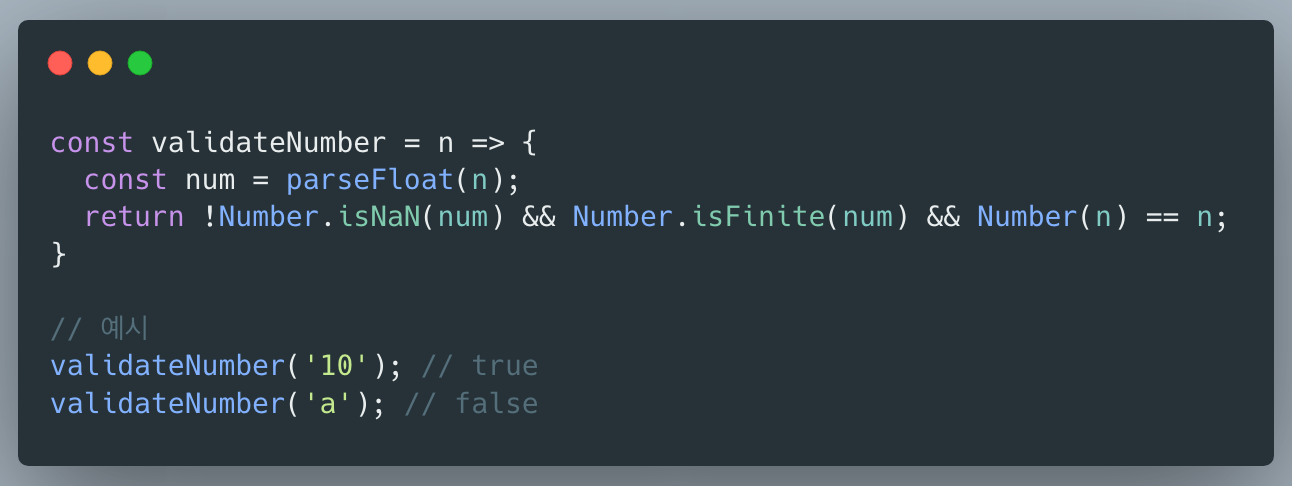 const validateNumber = n => {
  const num = parseFloat(n);
  return !Number.isNaN(num) && Number.isFinite(num) && Number(n) == n;
}
// 예시
validateNumber('10'); // true
validateNumber('a'); // false